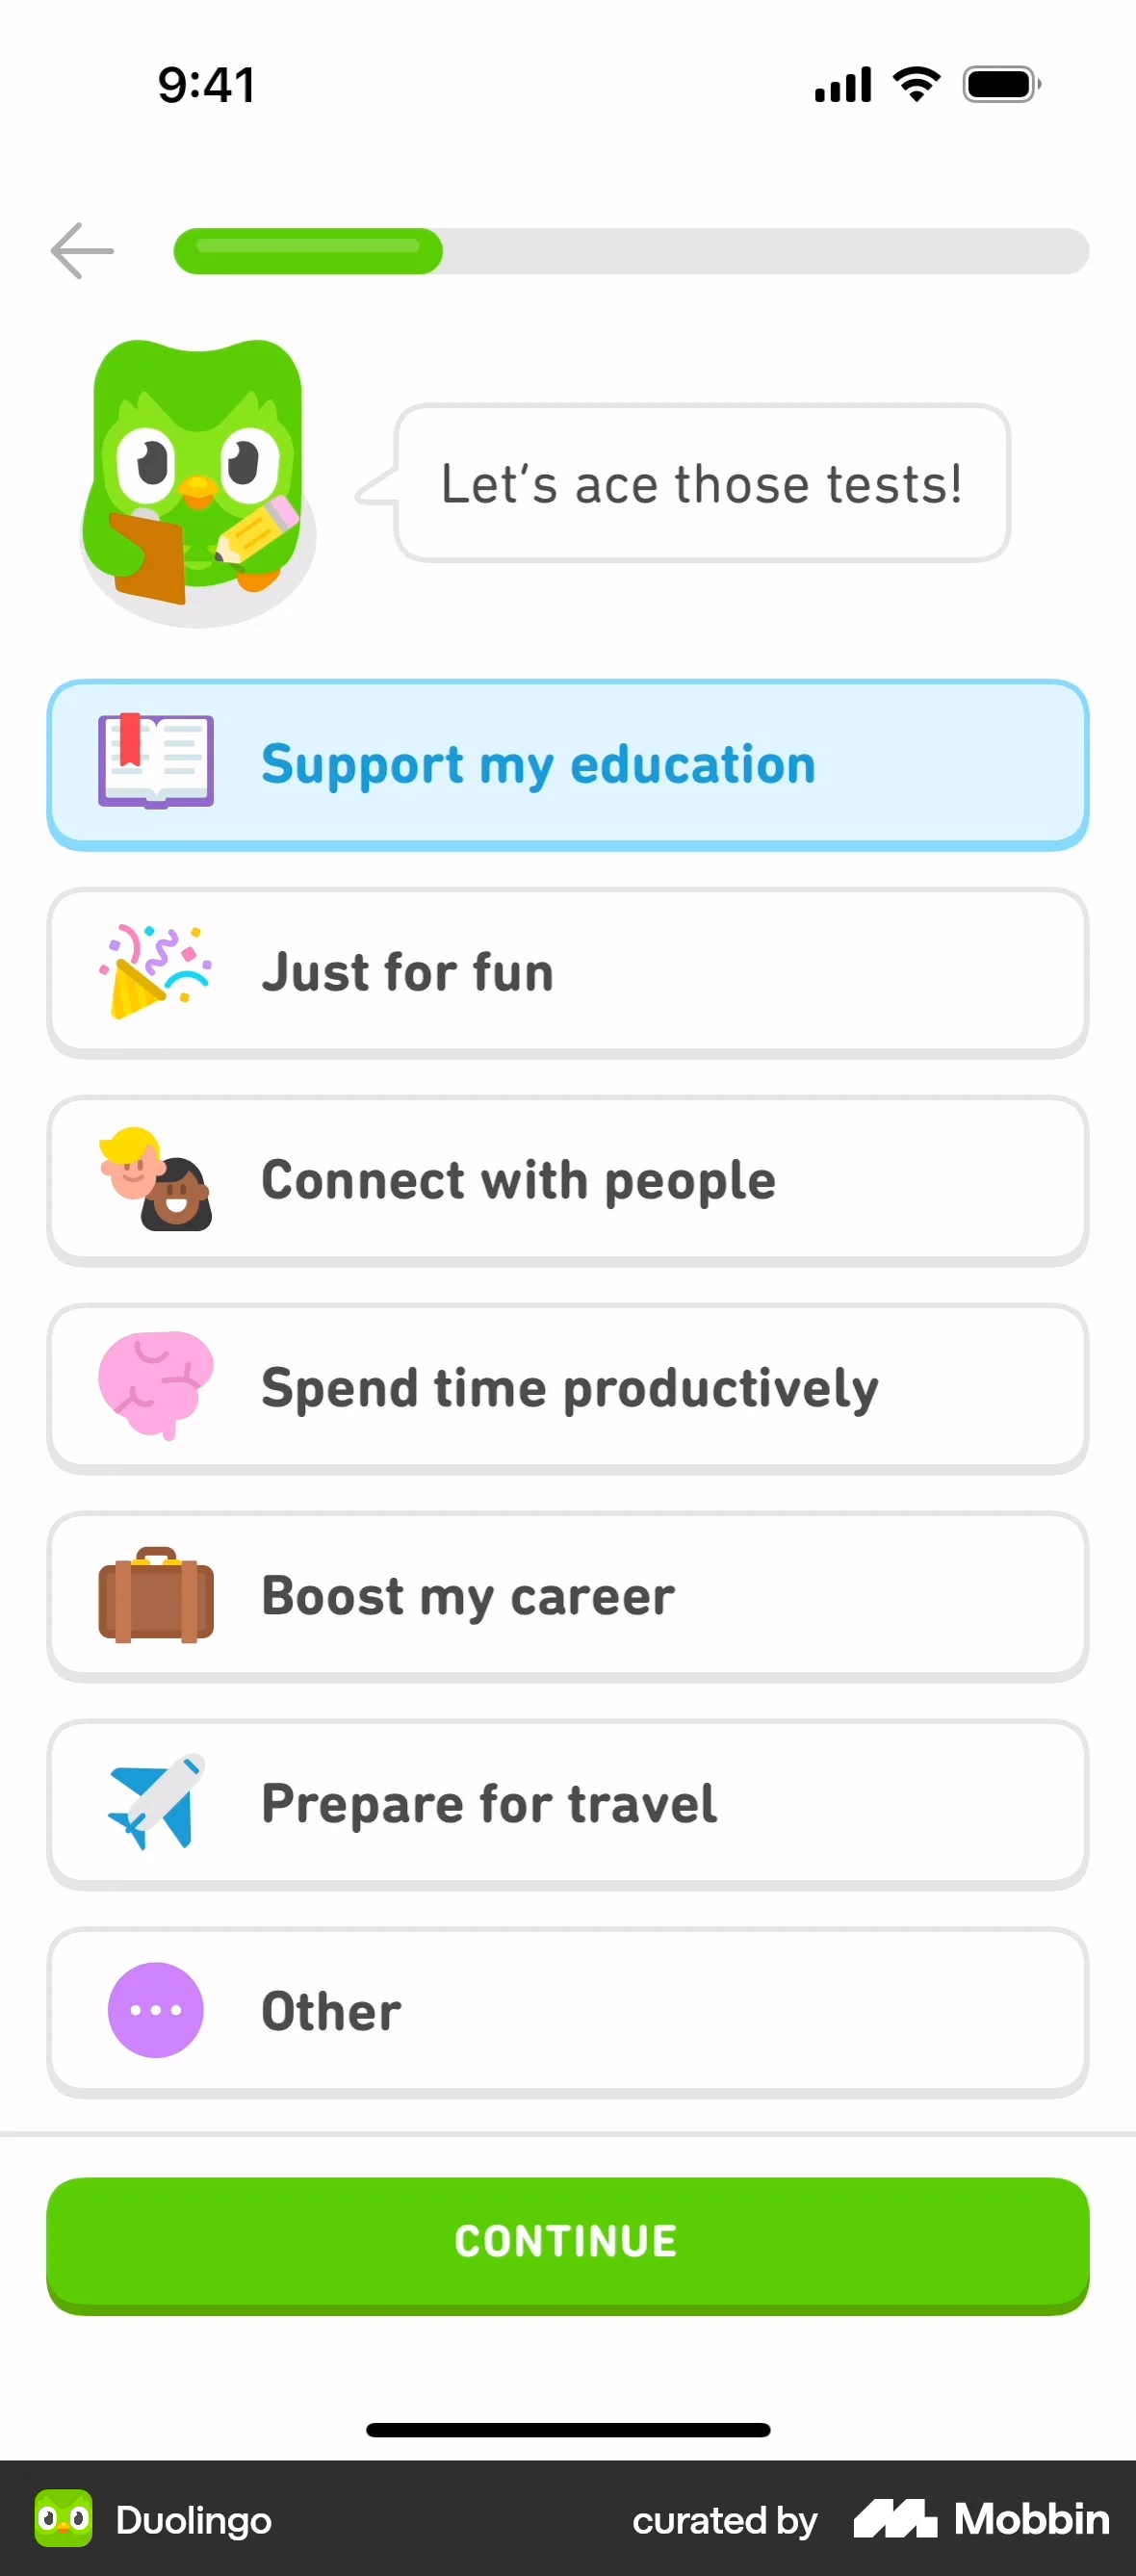 9:41
Let's ace those tests!
Support my education
Just for fun
Connect with people
Spend time productively
Boost my career
Prepare for travel
Other
CONTINUE
Duolingo
curated by Mobbin